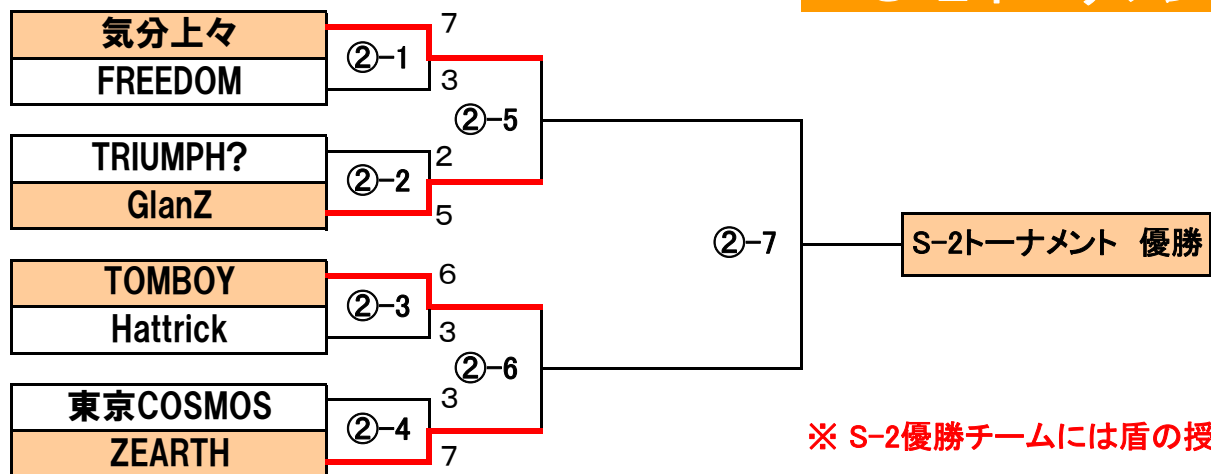 気分上々
FREEDOM
②-1
7
3
②-5
TRIUMPH?
GlanZ
②-2
2
5
②-7
S-2トーナメント 優勝
TOMBOY
Hattrick
②-3
6
3
②-6
東京COSMOS
ZEARTH
②-4
3
7
※ S-2優勝チームには盾の授